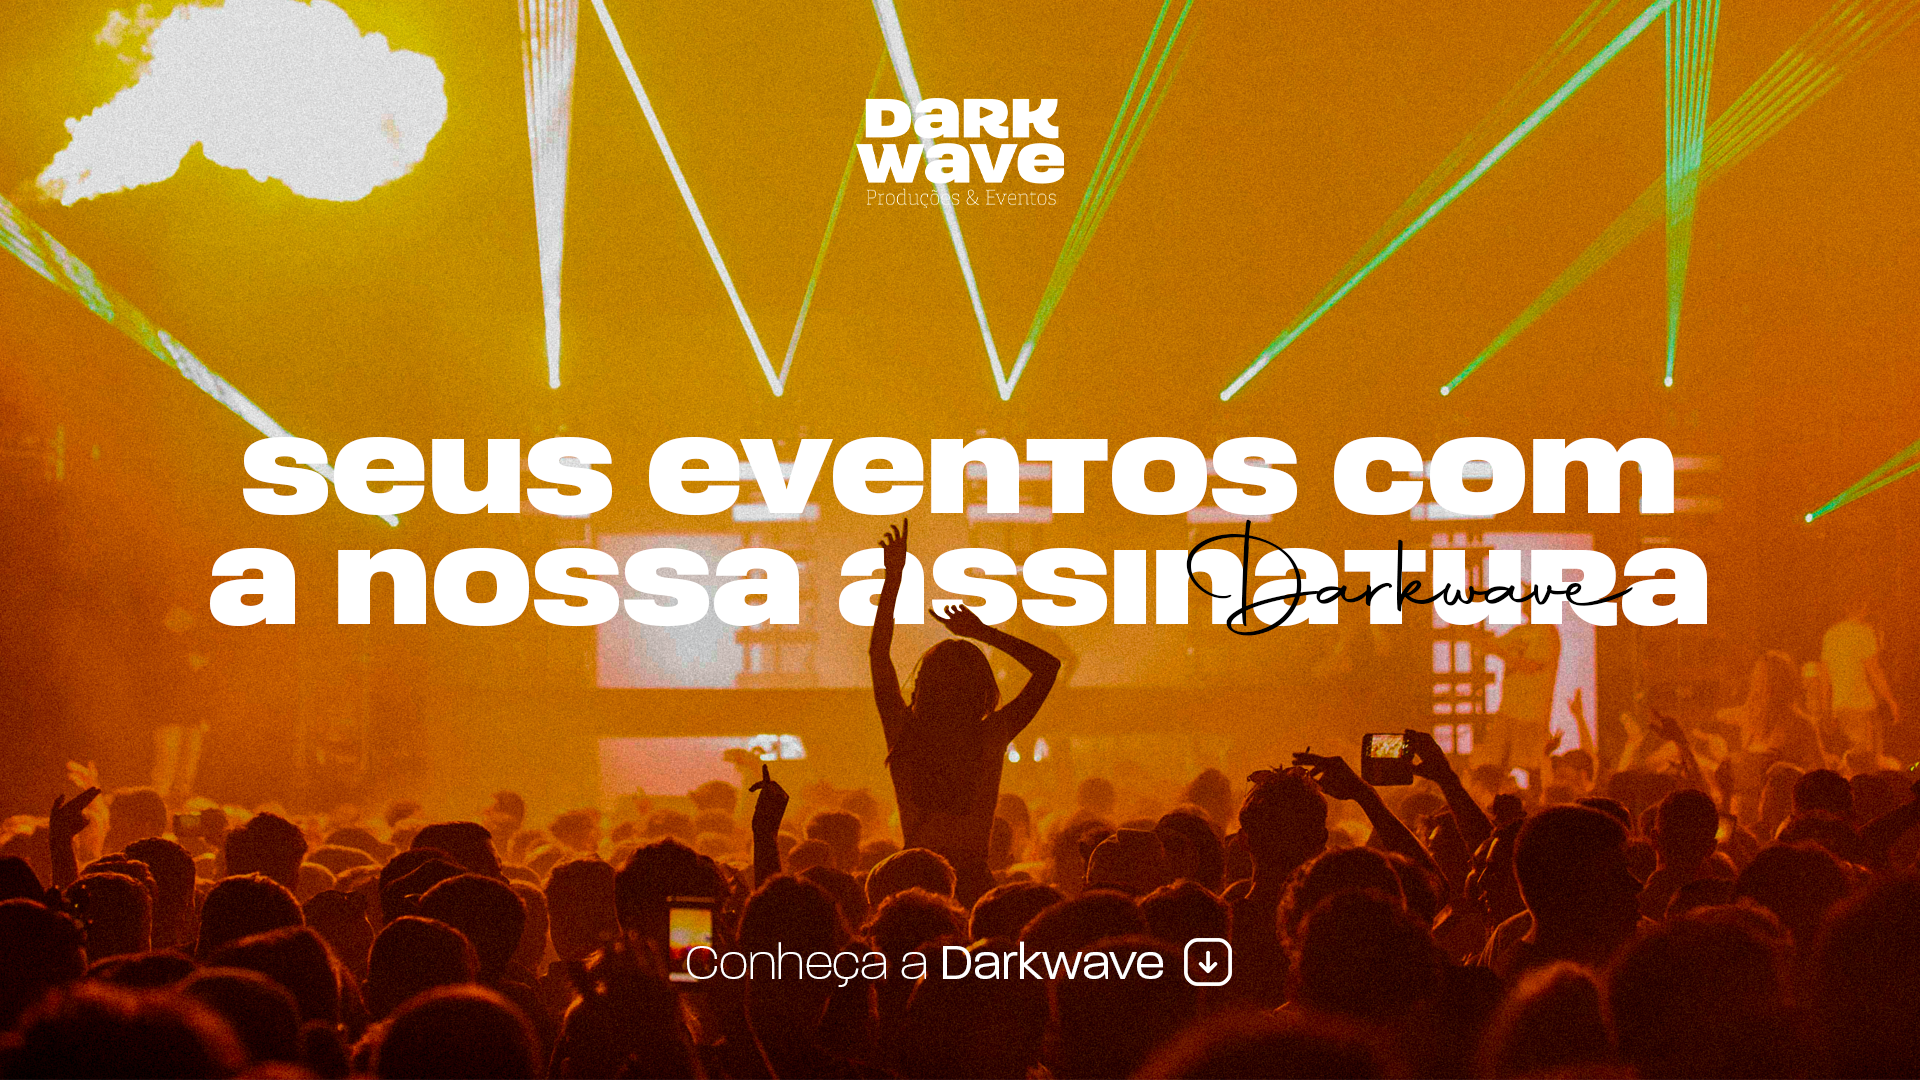 Dark
wave
Produções & Eventos
seus eventos com
a nossa assinatura
Darkwave
Conheça a Darkwave